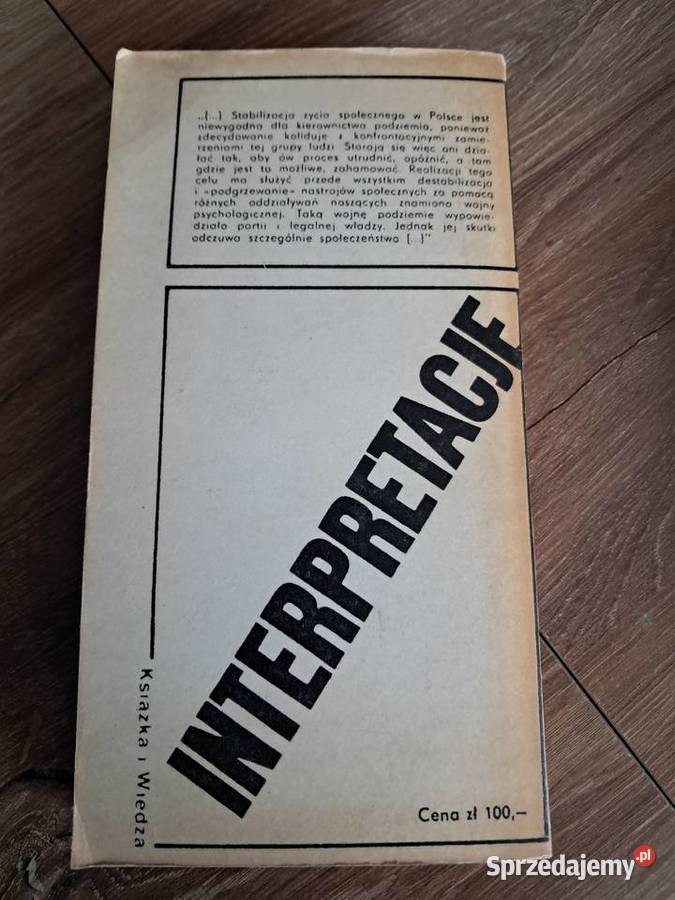 „(...) Stabilizacja życia społecznego w Polsce jest
niewygodna dla kierownictwa podziemia, ponieważ
zdecydowanie koliduje z konfrontacyjnymi zamie-
rzeniami tej grupy ludzi. Starają się więc oni dzia-
łać tak, aby ów proces utrudnić, opóźnić, a tam
gdzie jest to możliwe, zahamować. Realizacji tego
celu ma służyć przede wszystkim destabilizacja
i «podgrzewanie» nastrojów społecznych za pomocą
różnych oddziaływań noszących znamiona wojny
psychologicznej. Taką wojnę podziemie wypowie-
działo partii i legalnej władzy. Jednak jej skutki
odczuwa szczególnie społeczeństwo (...)"
INTERPRETACJE
Książka i Wiedza
Cena zł 100,–
Sprzedajemy.pl